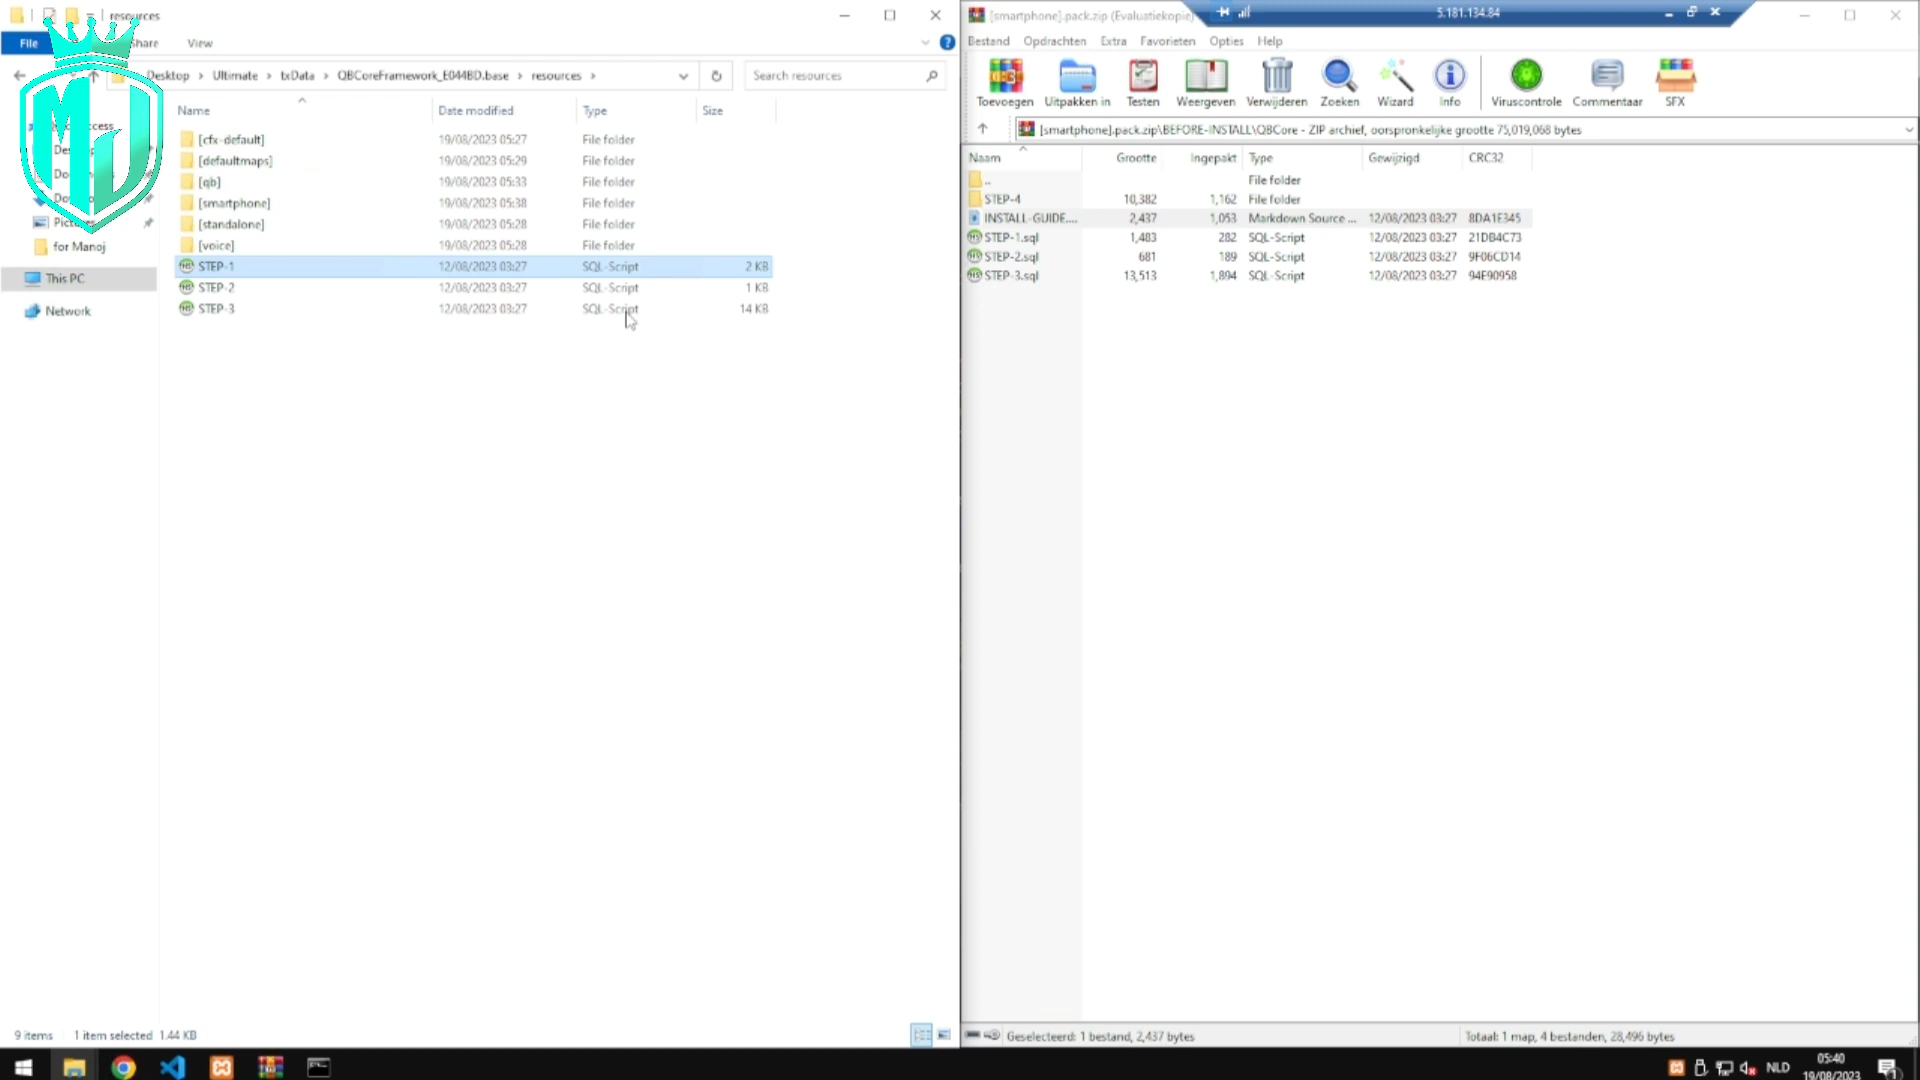 resources
File
Share
View
Desktop > Ultimate > txData > QBCoreFramework_E044BD.base > resources >
Search resources
Name
Date modified
Type
Size
[cfx-default] 19/08/2023 05:27 File folder
[defaultmaps] 19/08/2023 05:29 File folder
[qb] 19/08/2023 05:33 File folder
[smartphone] 19/08/2023 05:38 File folder
[standalone] 19/08/2023 05:28 File folder
[voice] 19/08/2023 05:28 File folder
STEP-1 12/08/2023 03:27 SQL-Script 2 KB
STEP-2 12/08/2023 03:27 SQL-Script 1 KB
STEP-3 12/08/2023 03:27 SQL-Script 14 KB
for Manoj
This PC
Network
MJ
9 items 1 item selected 1.44 KB
[smartphone].pack.zip (Evaluatiekopie)
5.181.134.84
Bestand Opdrachten Extra Favorieten Opties Help
Toevoegen Uitpakken in Testen Weergeven Verwijderen Zoeken Wizard Info Viruscontrole Commentaar SFX
[smartphone].pack.zip\BEFORE-INSTALL\QBCore - ZIP archief, oorspronkelijke grootte 75,019,068 bytes
Naam Grootte Ingepakt Type Gewijzigd CRC32
.. File folder
STEP-4 10,382 1,162 File folder
INSTALL-GUIDE.... 2,437 1,053 Markdown Source ... 12/08/2023 03:27 8DA1E345
STEP-1.sql 1,483 282 SQL-Script 12/08/2023 03:27 21DB4C73
STEP-2.sql 681 189 SQL-Script 12/08/2023 03:27 9F06CD14
STEP-3.sql 13,513 1,894 SQL-Script 12/08/2023 03:27 94E90958
Geselecteerd: 1 bestand, 2,437 bytes
Totaal: 1 map, 4 bestanden, 28,496 bytes
NLD
05:40
19/08/2023